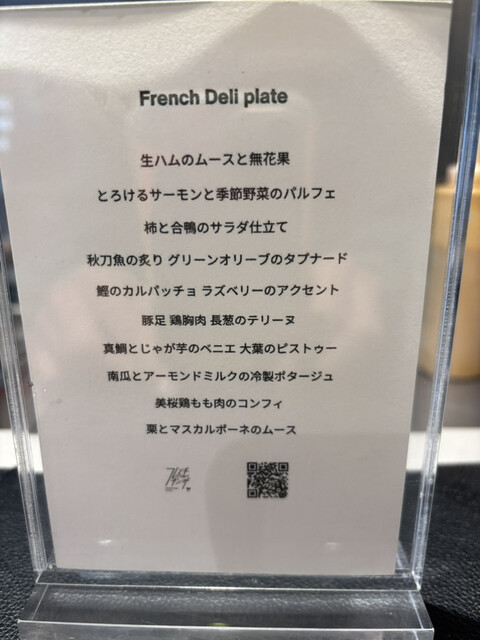 French Deli plate
生ハムのムースと無花果
とろけるサーモンと季節野菜のパルフェ
柿と合鴨のサラダ仕立て
秋刀魚の炙り グリーンオリーブのタプナード
鰹のカルパッチョ ラズベリーのアクセント
豚足 鶏胸肉 長葱のテリーヌ
真鯛とじゃが芋のベニエ 大葉のピストゥー
南瓜とアーモンドミルクの冷製ポタージュ
美桜鶏もも肉のコンフィ
栗とマスカルポーネのムース